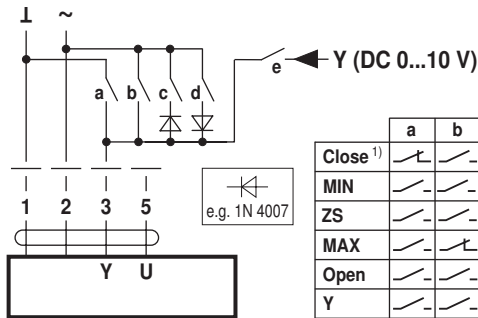 ⊥ ~
e Y (DC 0...10 V)
a b c d
1 2 3 5
Y U
e.g. 1N 4007
a b
Close 1)
MIN
ZS
MAX
Open
Y